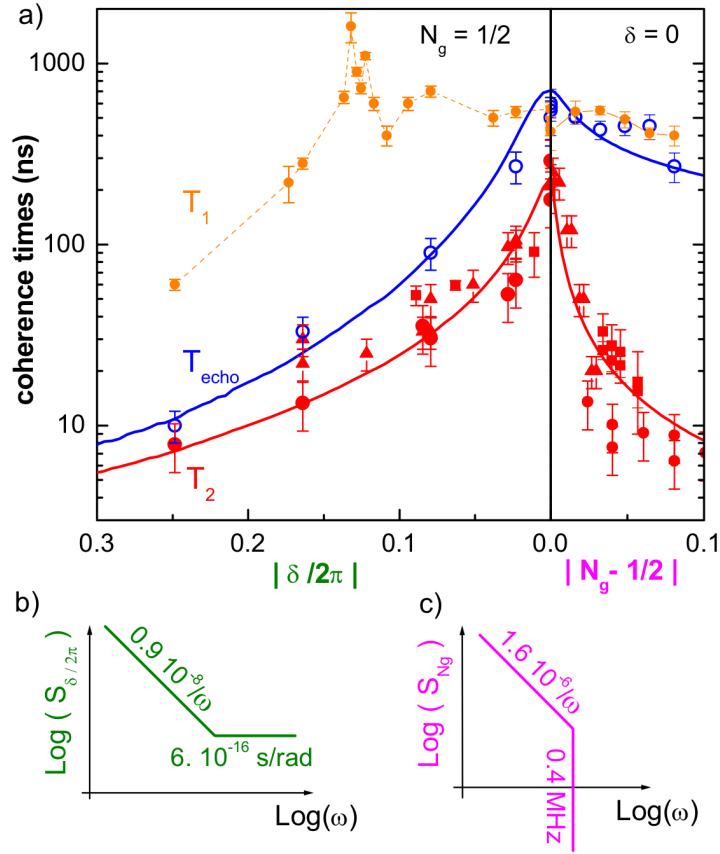 a)
N_g = 1/2
δ = 0
1000
100
10
coherence times (ns)
T_1
T_echo
T_2
0.3
0.2
0.1
0.0
0.1
| δ /2π |
| N_g - 1/2 |
b)
c)
Log ( S_δ / 2π )
0.9 10^-8/ω
6. 10^-16 s/rad
Log(ω)
Log ( S_Ng )
1.6 10^-6/ω
0.4 MHz
Log(ω)